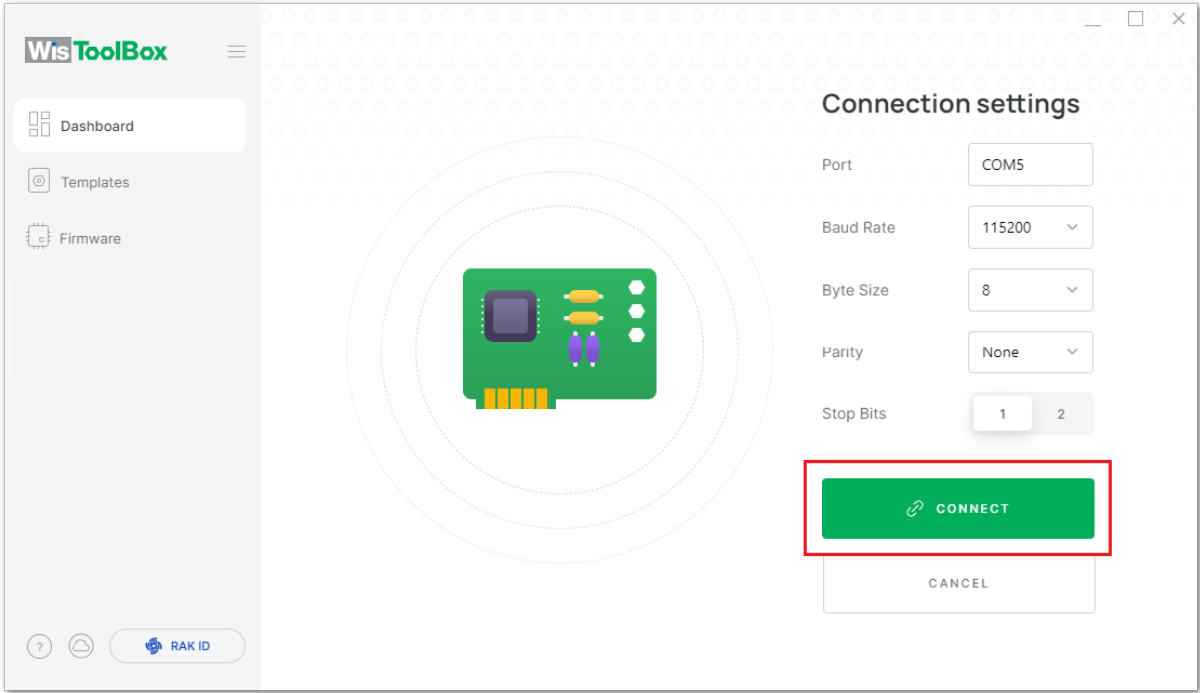 WisToolBox
Dashboard
Templates
Firmware
? RAK ID
Connection settings
Port COM5
Baud Rate 115200
Byte Size 8
Parity None
Stop Bits 1 2
CONNECT
CANCEL